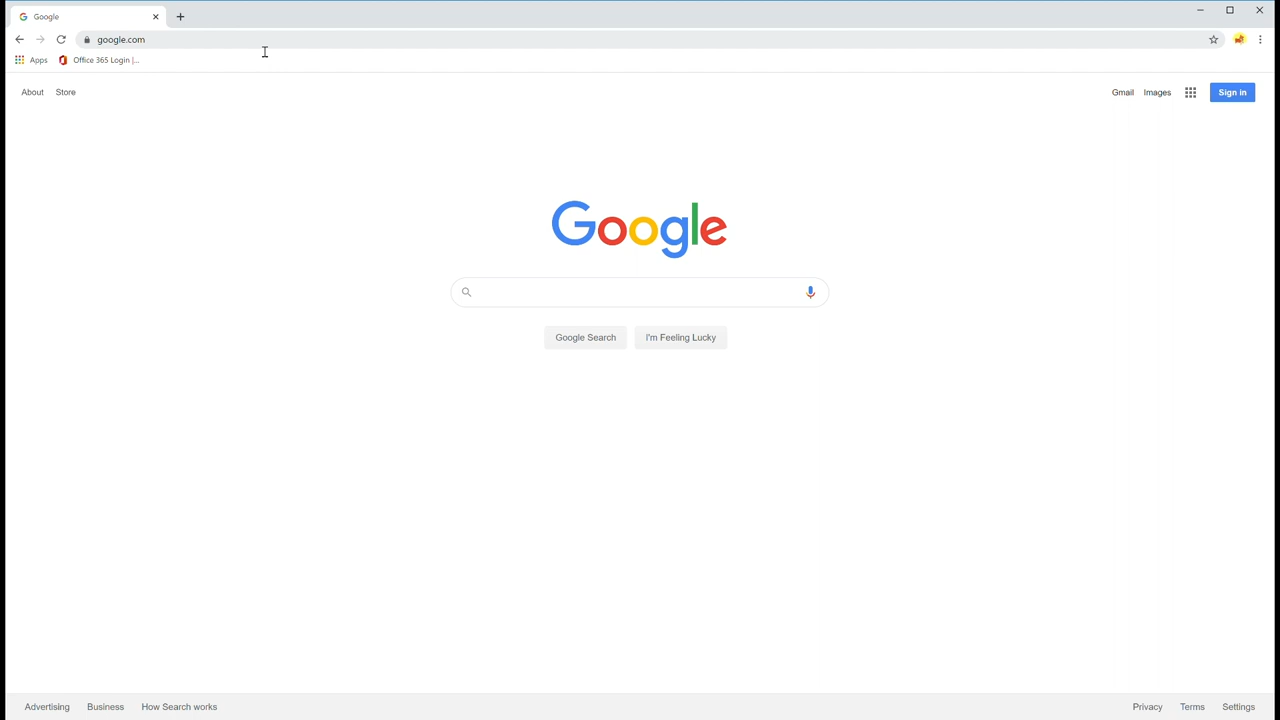 Google
google.com
Apps Office 365 Login |...
About Store Gmail Images Sign in
Google
Google Search I'm Feeling Lucky
Advertising Business How Search works Privacy Terms Settings